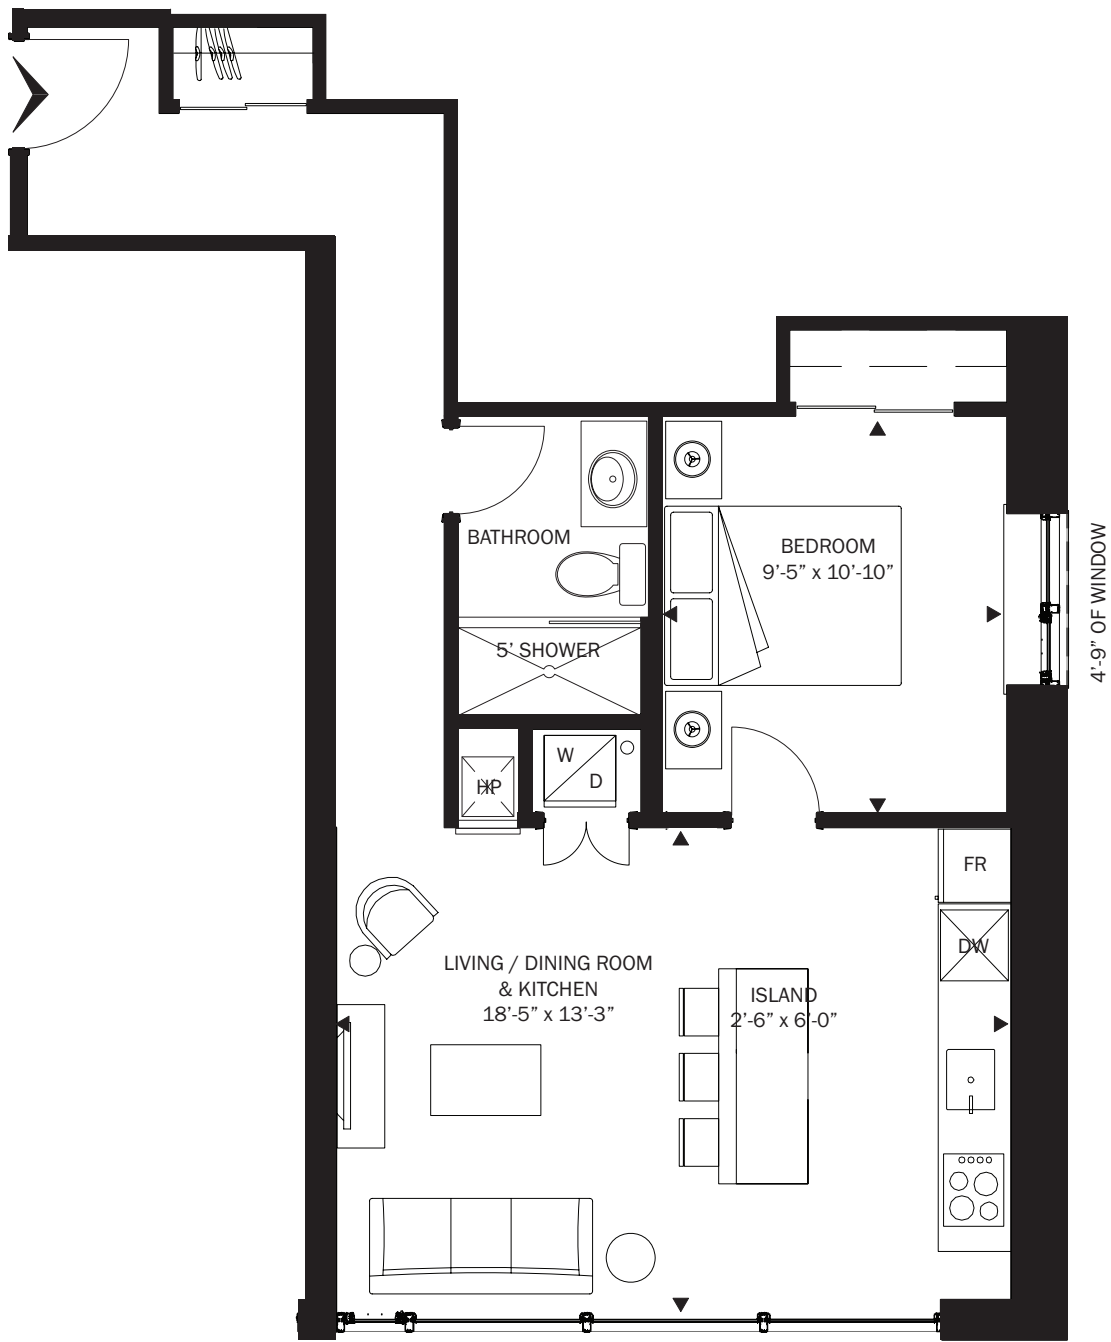 BATHROOM
BEDROOM
9’-5” x 10’-10”
4’-9” OF WINDOW
5’ SHOWER
W
D
HP
FR
DW
LIVING / DINING ROOM
& KITCHEN
18’-5” x 13’-3”
ISLAND
2’-6” x 6’-0”